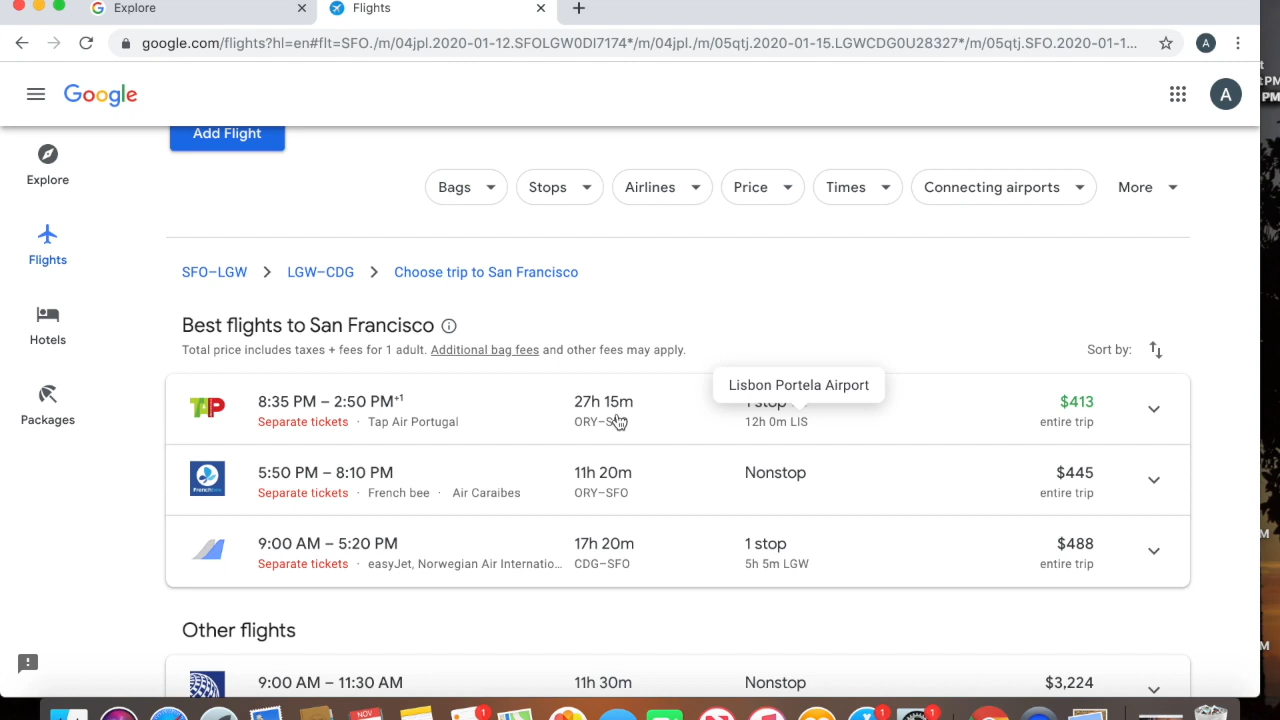 Explore
Flights
google.com/flights?hl=en#flt=SFO./m/04jpl.2020-01-12.SFOLGW0DI7174*/m/04jpl./m/05qtj.2020-01-15.LGWCDG0U28327*/m/05qtj.SFO.2020-01-1...
A
Google
A
Add Flight
Explore
Flights
Hotels
Packages
Bags
Stops
Airlines
Price
Times
Connecting airports
More
SFO–LGW
LGW–CDG
Choose trip to San Francisco
Best flights to San Francisco
Total price includes taxes + fees for 1 adult. Additional bag fees and other fees may apply.
Sort by:
Lisbon Portela Airport
TAP
8:35 PM – 2:50 PM+1
27h 15m
1 stop
$413
Separate tickets · Tap Air Portugal
12h 0m LIS
entire trip
5:50 PM – 8:10 PM
11h 20m
Nonstop
$445
Separate tickets · French bee · Air Caraibes
ORY–SFO
entire trip
9:00 AM – 5:20 PM
17h 20m
1 stop
$488
Separate tickets · easyJet, Norwegian Air Internatio...
CDG–SFO
5h 5m LGW
entire trip
Other flights
9:00 AM – 11:30 AM
11h 30m
Nonstop
$3,224
NOV
1
1
1